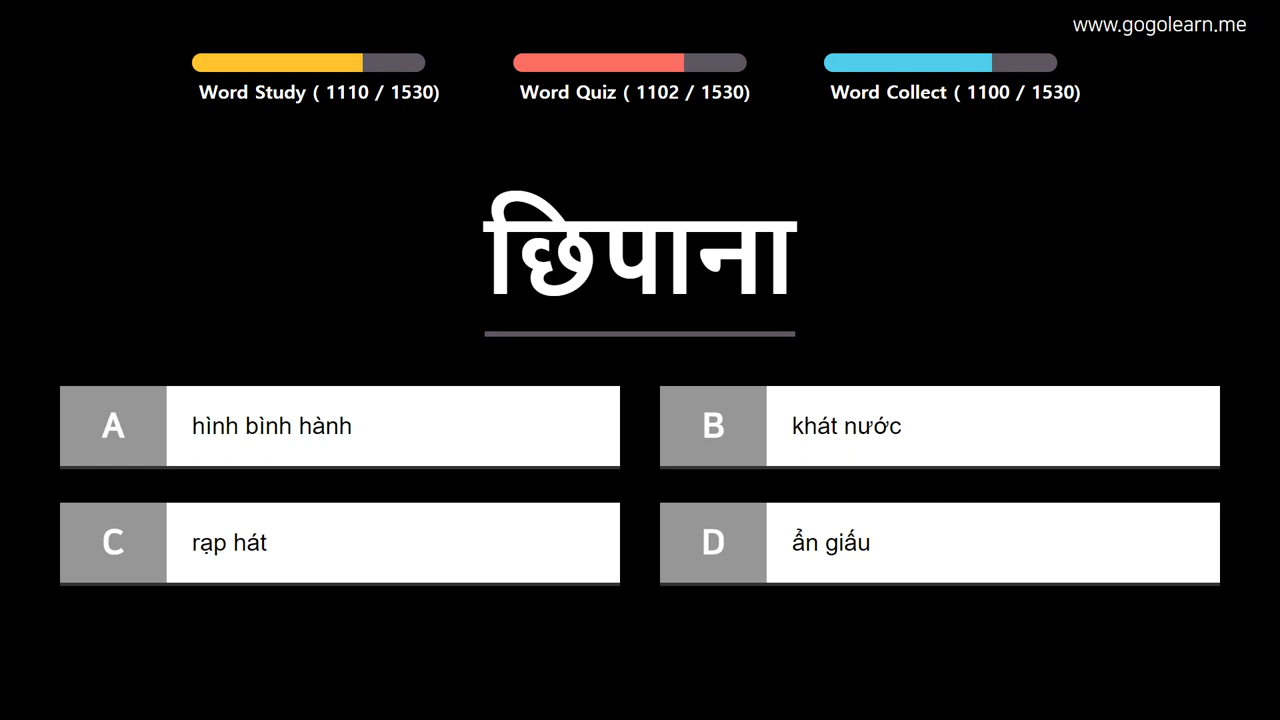 www.gogolearn.me
Word Study ( 1110 / 1530)
Word Quiz ( 1102 / 1530)
Word Collect ( 1100 / 1530)
छिपाना
A hình bình hành
B khát nước
C rạp hát
D ẩn giấu